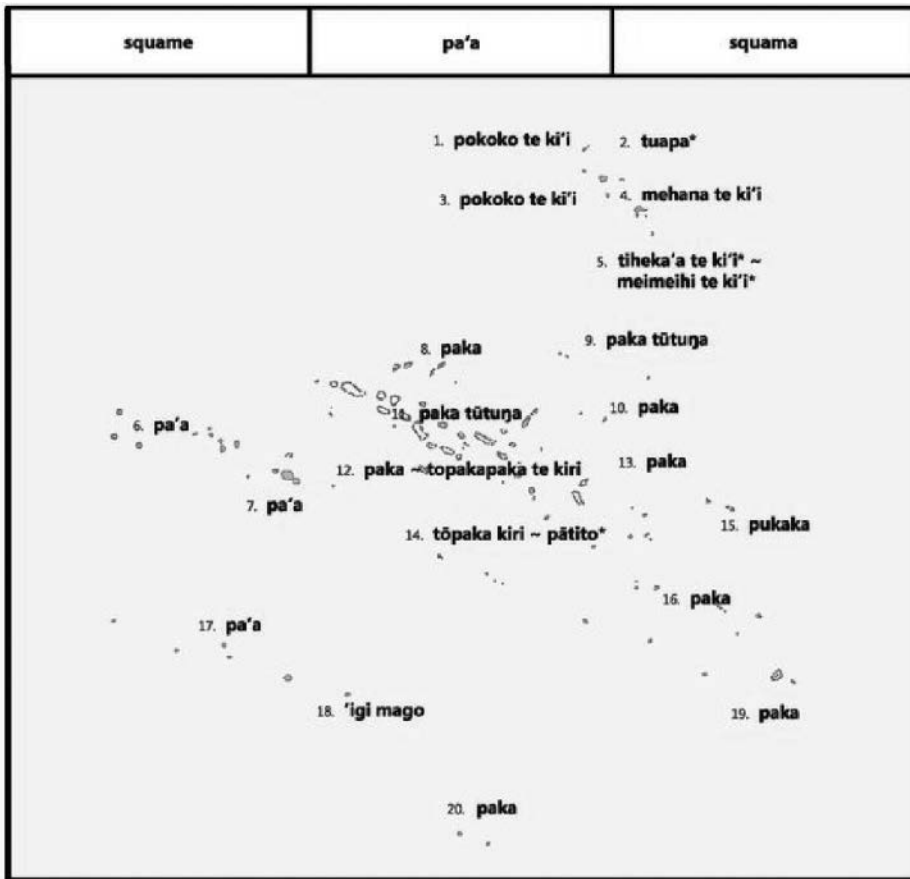 squame pa'a squama
1. pokoko te ki'i
2. tuapa*
3. pokoko te ki'i
4. mehana te ki'i
5. tiheka'a te ki'i* ~
meimeihi te ki'i*
6. pa'a
7. pa'a
8. paka
9. paka tūtuŋa
10. paka
11. paka tūtuŋa
12. paka ~ topakapaka te kiri
13. paka
14. tōpaka kiri ~ pātito*
15. pukaka
16. paka
17. pa'a
18. 'igi mago
19. paka
20. paka